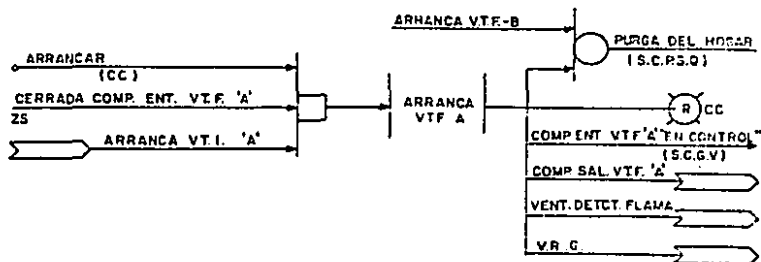 ARRANCA V.T.F.-B
PURGA DEL HOGAR
(S.C.P.S.Q)
ARRANCAR
(CC)
CERRADA COMP. ENT. V.T.F. 'A'
ZS
ARRANCA V.T.I. 'A'
ARRANCA
VTF A
R CC
COMP. ENT. VTF "A" "EN CONTROL"
(S.C.G.V)
COMP. SAL. V.T.F. 'A'
VENT. DETCT. FLAMA
V.R.G.